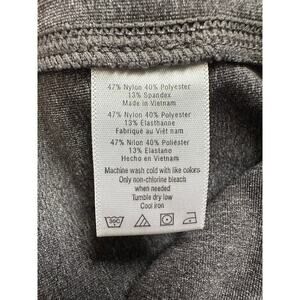 47% Nylon 40% Polyester
13% Spandex
Made in Vietnam
47% Nylon 40% Polyester
13% Elasthanne
Fabriqué au Viêt nam
47% Nilon 40% Poliéster
13% Elastano
Hecho en Vietnam
Machine wash cold with like colors
Only non-chlorine bleach
when needed
Tumble dry low
Cool iron
30C